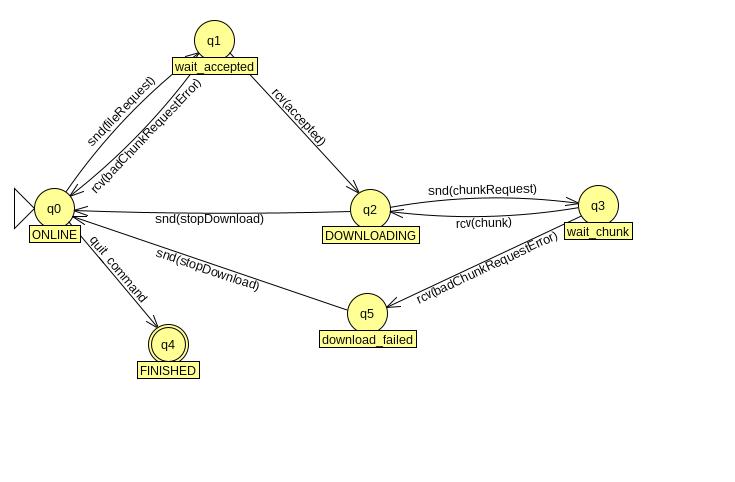 q1
wait_accepted
snd(fileRequest)
rcv(badChunkRequestError)
rcv(accepted)
q0
ONLINE
snd(stopDownload)
q2
DOWNLOADING
snd(chunkRequest)
rcv(chunk)
q3
wait_chunk
quit_command
snd(stopDownload)
rcv(badChunkRequestError)
q5
download_failed
q4
FINISHED